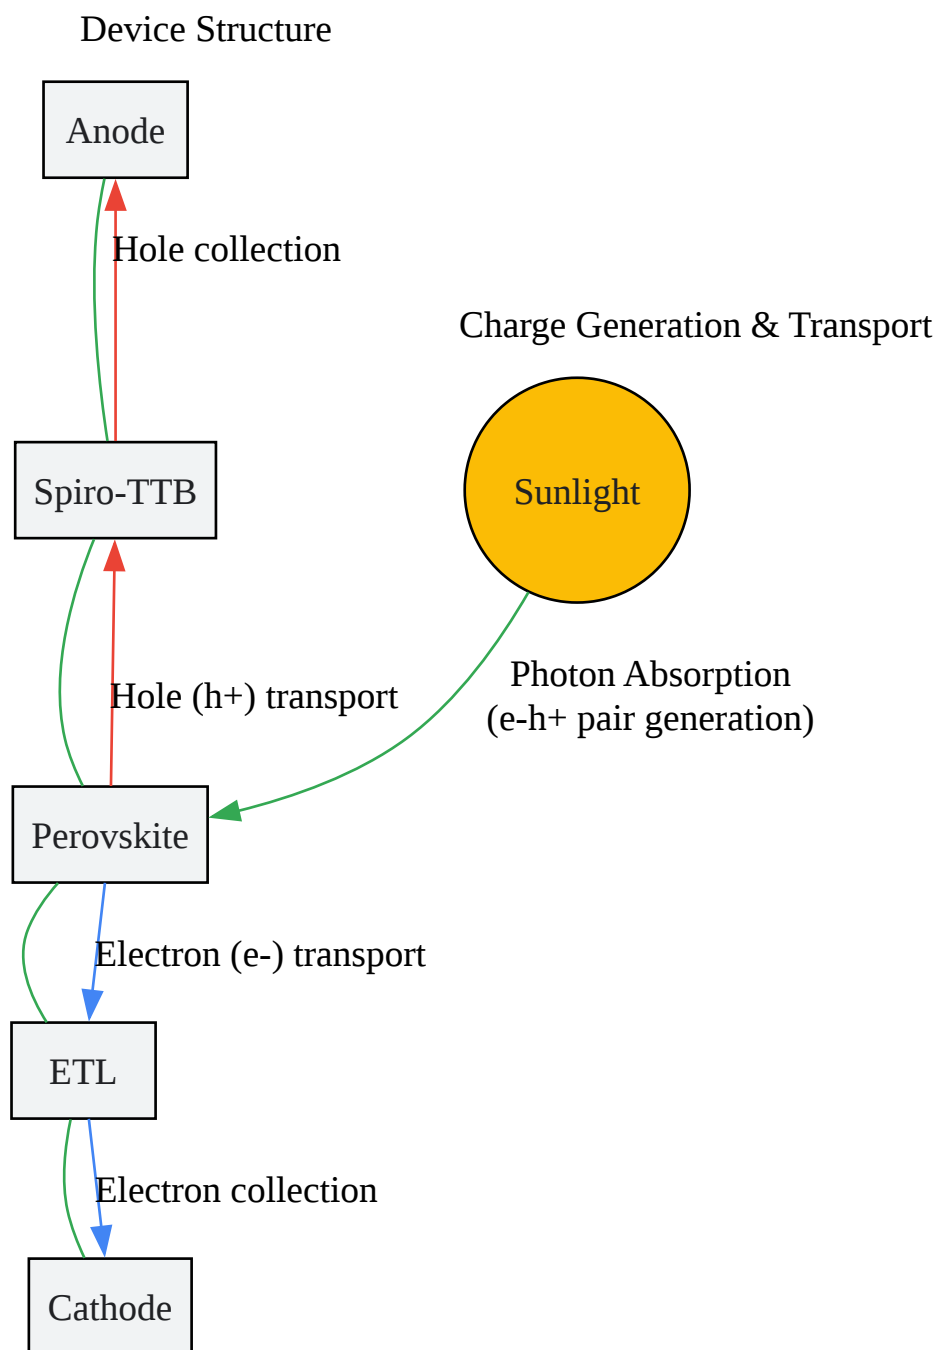 Device Structure
Anode
Hole collection
Charge Generation & Transport
Spiro-TTB
Sunlight
Photon Absorption
(e-h+ pair generation)
Hole (h+) transport
Perovskite
Electron (e-) transport
ETL
Electron collection
Cathode